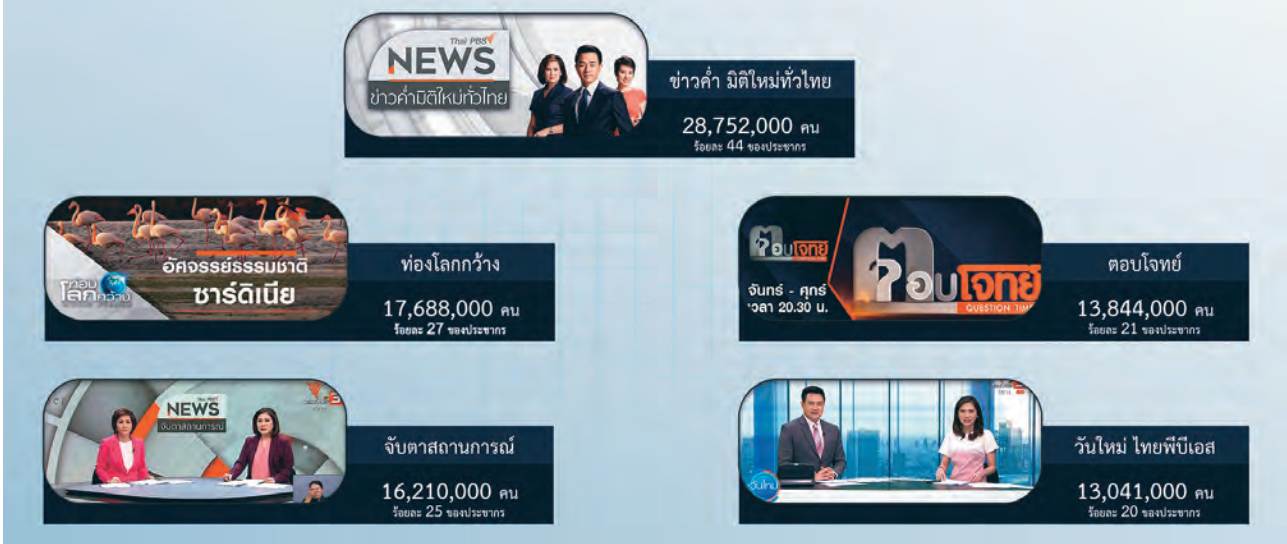 Thai PBS
NEWS
ข่าวค่ำมิติใหม่ทั่วไทย
ข่าวค่ำ มิติใหม่ทั่วไทย
28,752,000 คน
ร้อยละ 44 ของประชากร
อัศจรรย์ธรรมชาติ
ซาร์ดิเนีย
ท่อง
โลกกว้าง
ท่องโลกกว้าง
17,688,000 คน
ร้อยละ 27 ของประชากร
ตอบโจทย์
จันทร์ - ศุกร์
เวลา 20.30 น.
ตอบโจทย์
QUESTION TIME
ตอบโจทย์
13,844,000 คน
ร้อยละ 21 ของประชากร
Thai PBS
NEWS
จับตาสถานการณ์
จับตาสถานการณ์
16,210,000 คน
ร้อยละ 25 ของประชากร
วันใหม่
วันใหม่ ไทยพีบีเอส
13,041,000 คน
ร้อยละ 20 ของประชากร